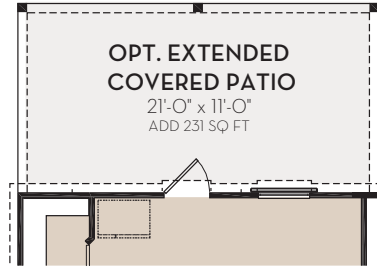 OPT. EXTENDED
COVERED PATIO
21'-0" x 11'-0"
ADD 231 SQ FT